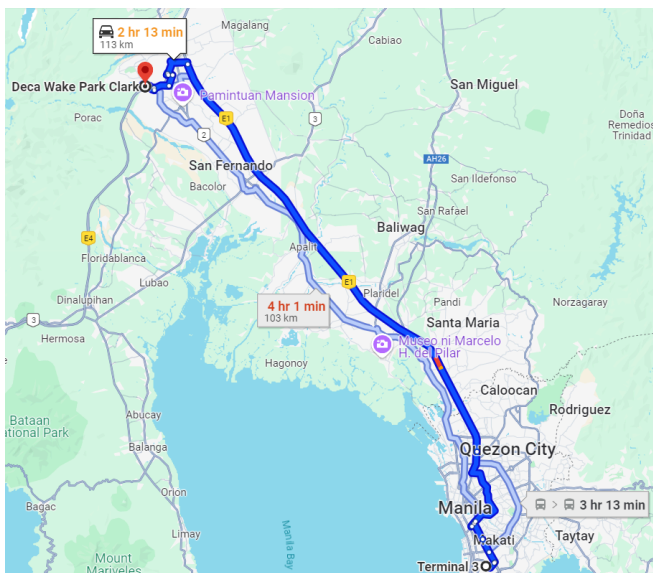 Magalang
2 hr 13 min
113 km
Cabiao
Deca Wake Park Clark
San Miguel
Pamintuan Mansion
Doña
Remedios
Trinidad
Porac
E1
3
2
AH26
San Fernando
San Ildefonso
Bacolor
San Rafael
Baliwag
E4
Apalit
Floridablanca
E1
Lubao
Plaridel
Pandi
Norzagaray
Dinalupihan
4 hr 1 min
103 km
Santa Maria
3
Hermosa
Museo ni Marcelo
H. del Pilar
Hagonoy
Caloocan
Rodriguez
Abucay
Bataan
ational Park
Balanga
Quezon City
Orion
Bagac
Manila
3 hr 13 min
Limay
Manila Bay
Makati
Taytay
Mount
Mariveles
Terminal 3